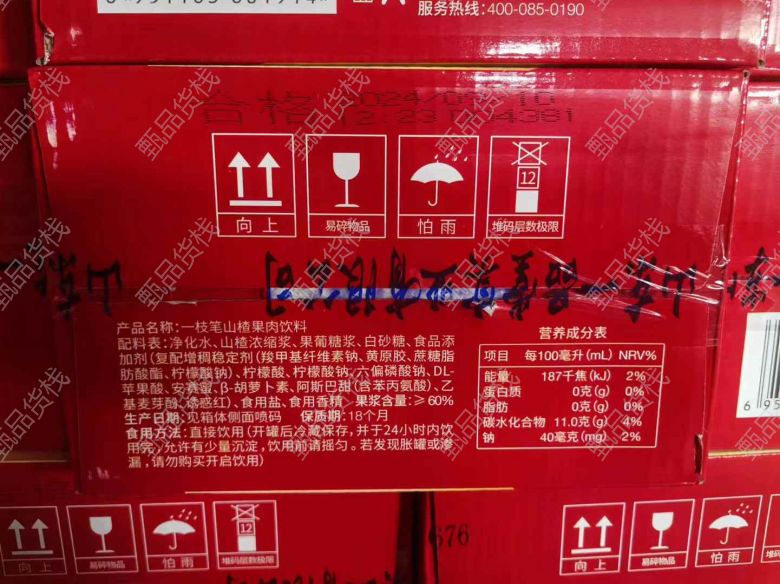 服务热线:400-085-0190
合格
向上
易碎物品
怕雨
12
堆码层数极限
产品名称:一枝笔山楂果肉饮料
配料表:净化水、山楂浓缩浆、果葡糖浆、白砂糖、食品添
加剂(复配增稠稳定剂(羧甲基纤维素钠、黄原胶、蔗糖脂
肪酸酯、柠檬酸钠)、柠檬酸、柠檬酸钠、六偏磷酸钠、DL-
苹果酸、安赛蜜、β-胡萝卜素、阿斯巴甜(含苯丙氨酸)、乙
基麦芽酚、诱惑红)、食用盐、食用香精 果浆含量:≥60%
生产日期:见箱体侧面喷码 保质期:18个月
食用方法:直接饮用(开罐后冷藏保存,并于24小时内饮
用完,允许有少量沉淀,饮用前请摇匀。若发现胀罐或渗
漏,请勿购买开启饮用)
营养成分表
项目 每100毫升(mL) NRV%
能量 187千焦(kJ) 2%
蛋白质 0克(g) 0%
脂肪 0克(g) 0%
碳水化合物 11.0克(g) 4%
钠 40毫克(mg) 2%
向上
易碎物品
怕雨
12
堆码层数极限
676
向上
易碎物品
怕雨
甄品货栈